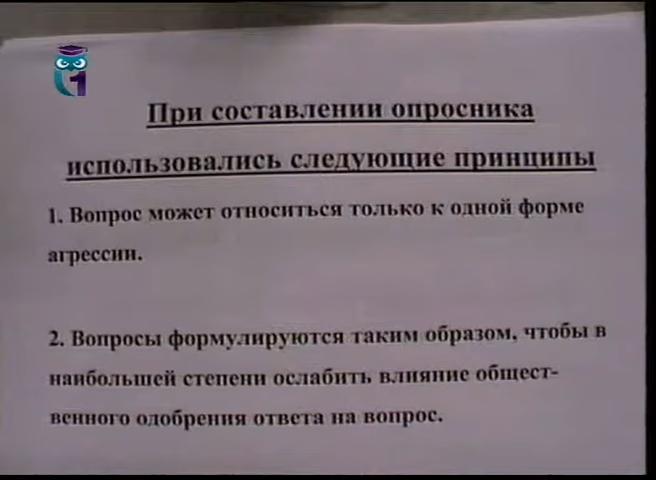 1
При составлении опросника
использовались следующие принципы
1. Вопрос может относиться только к одной форме
агрессии.
2. Вопросы формулируются таким образом, чтобы в
наибольшей степени ослабить влияние общест-
венного одобрения ответа на вопрос.